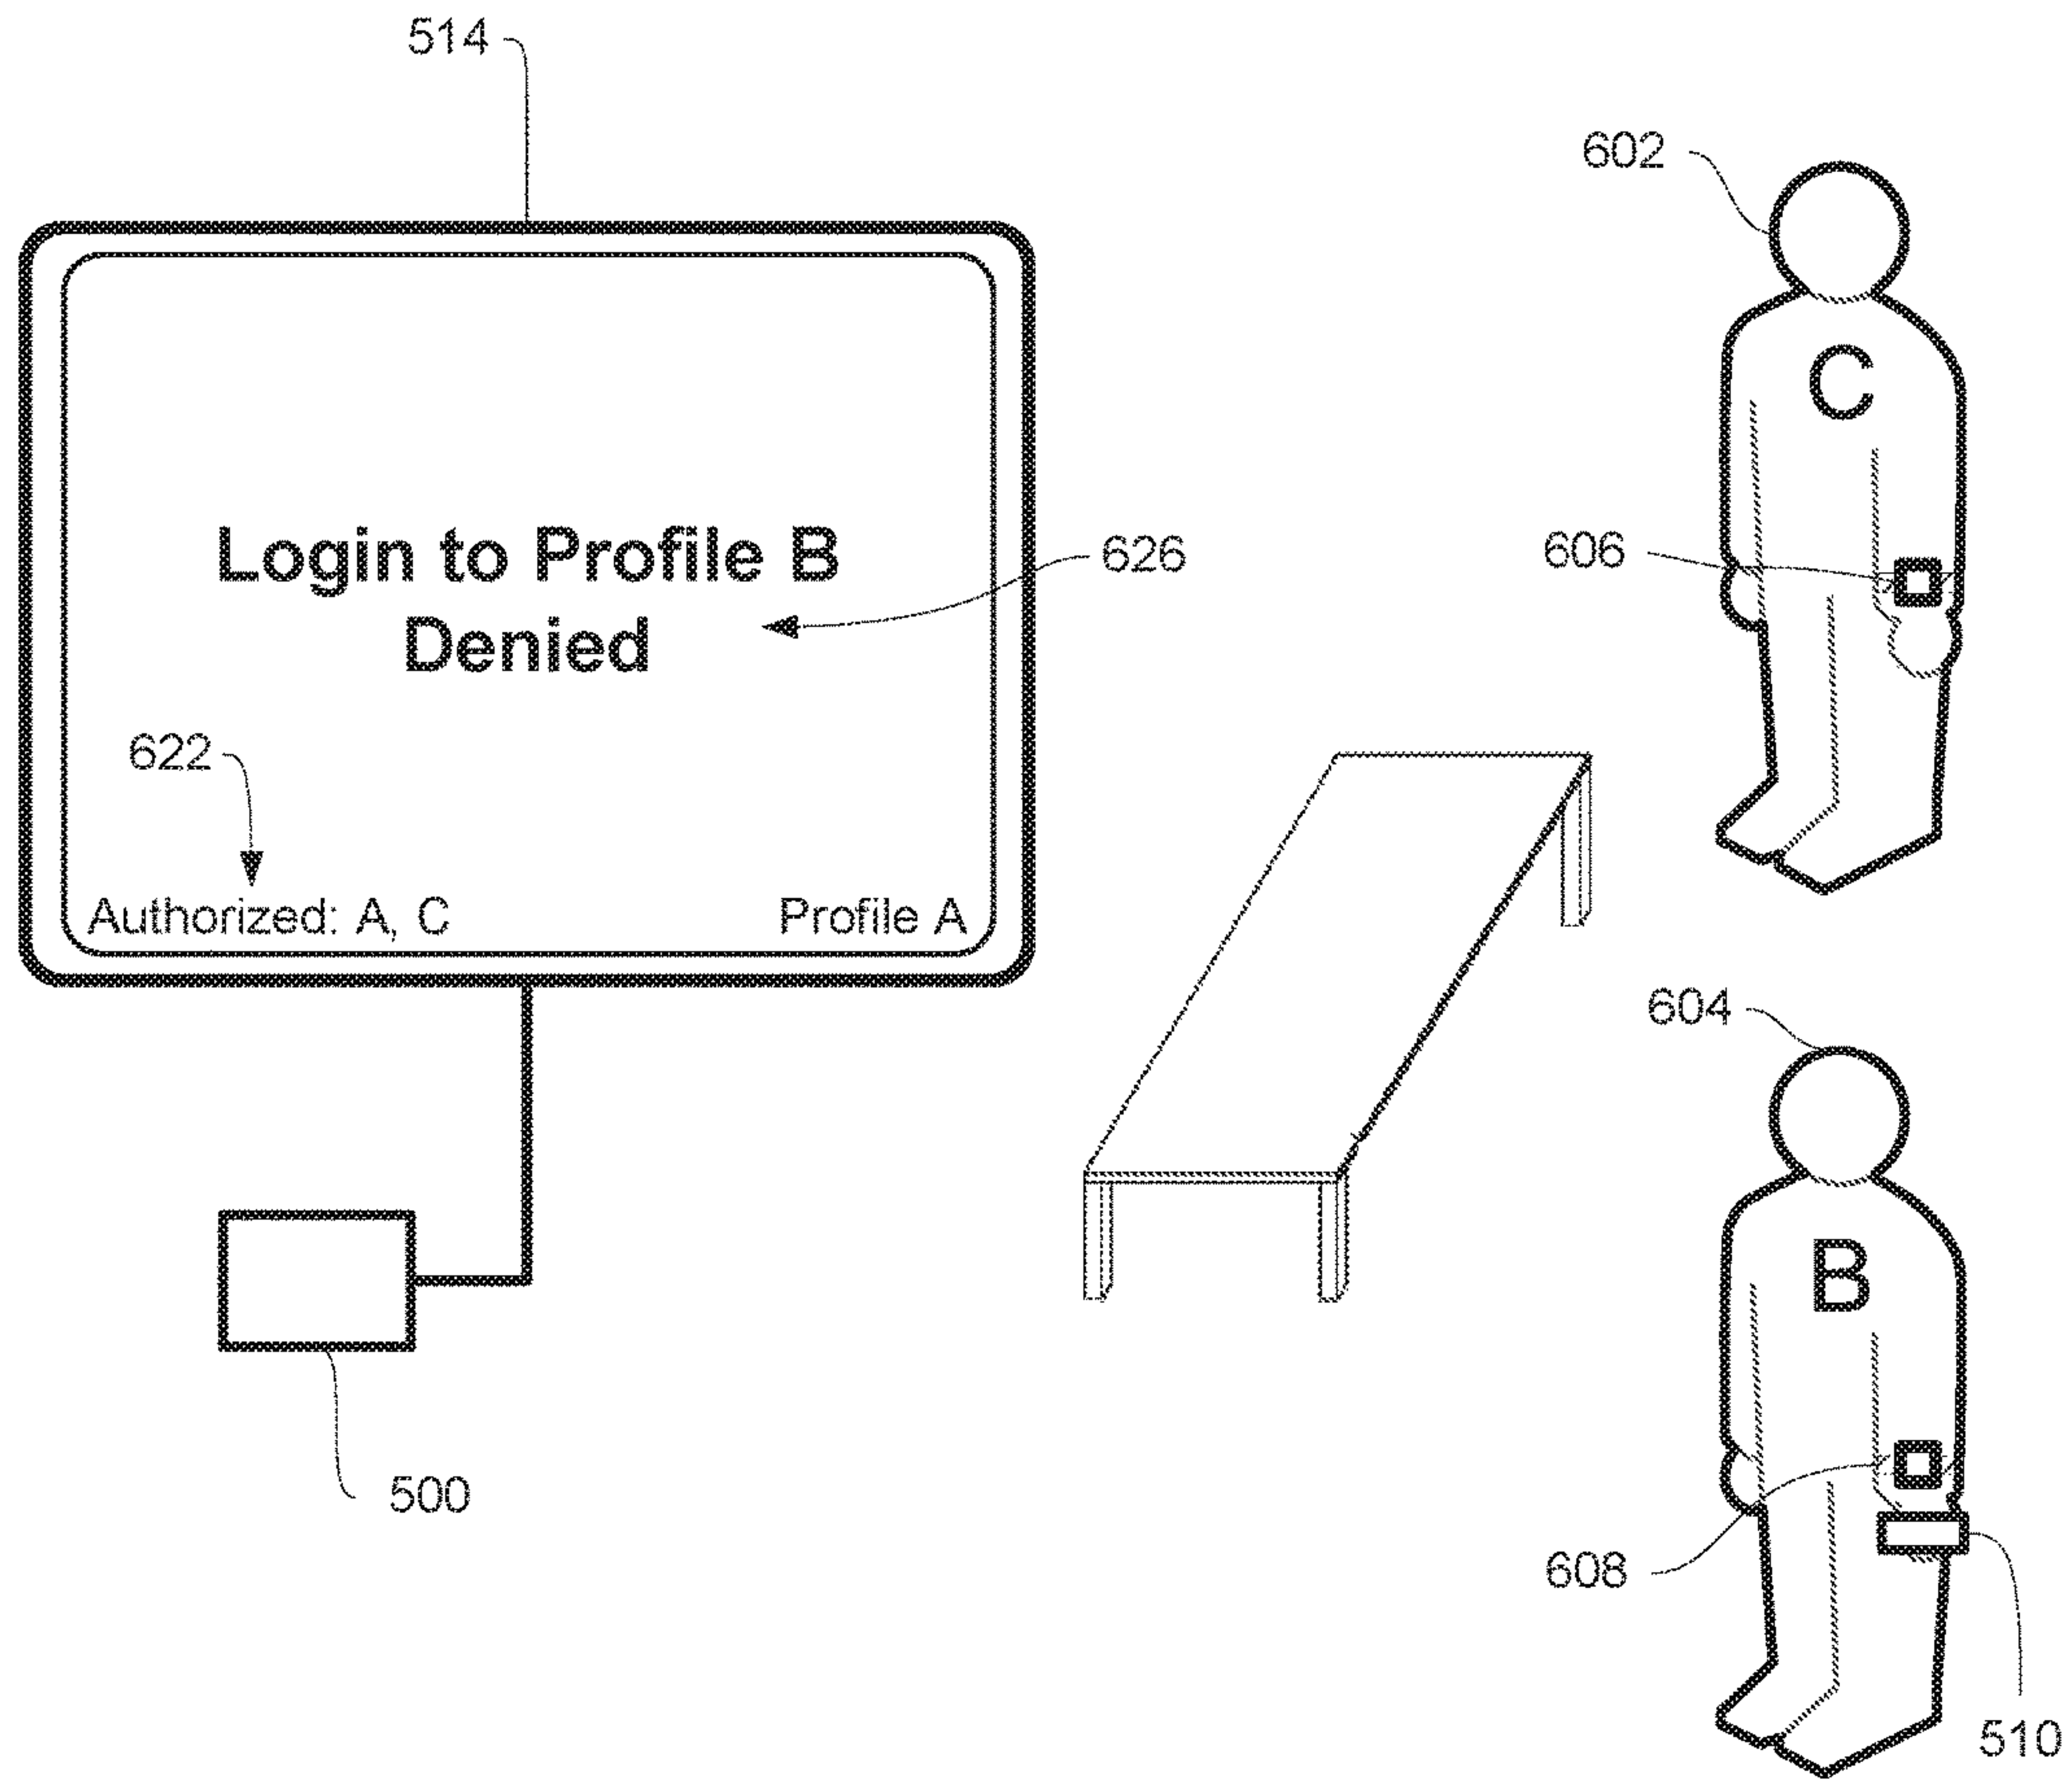 514
602
C
Login to Profile B
Denied
626
606
622
Authorized: A, C
Profile A
604
B
500
608
510